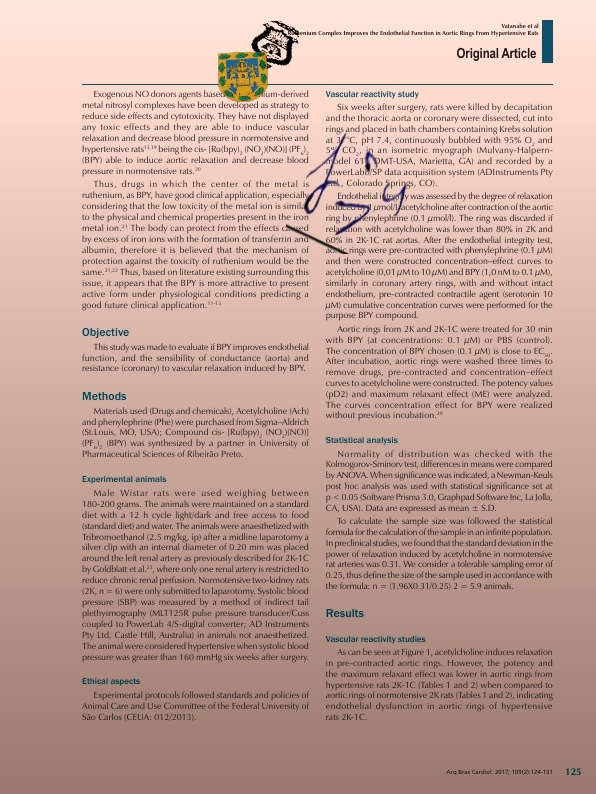 Vatanabe et al
Ruthenium Complex Improves the Endothelial Function in Aortic Rings From Hypertensive Rats
Original Article
Exogenous NO donors agents based
metal nitrosyl complexes have been developed as strategy to
reduce side effects and cytotoxicity. They have not displayed
any toxic effects and they are able to induce vascular
relaxation and decrease blood pressure in normotensive and
hypertensive rats¹³,¹⁹ being the cis- [Ru(bpy)₂ (NO₂)(NO)] (PF₆)₂
(BPY) able to induce aortic relaxation and decrease blood
pressure in normotensive rats.²⁰
Thus, drugs in which the center of the metal is
ruthenium, as BPY, have good clinical application, especially
considering that the low toxicity of the metal ion is similar
to the physical and chemical properties present in the iron
metal ion.²¹ The body can protect from the effects caused
by excess of iron ions with the formation of transferrin and
albumin, therefore it is believed that the mechanism of
protection against the toxicity of ruthenium would be the
same.²¹,²² Thus, based on literature existing surrounding this
issue, it appears that the BPY is more attractive to present
active form under physiological conditions predicting a
good future clinical application.¹¹-¹³
Objective
This study was made to evaluate if BPY improves endothelial
function, and the sensibility of conductance (aorta) and
resistance (coronary) to vascular relaxation induced by BPY.
Methods
Materials used (Drugs and chemicals), Acetylcholine (Ach)
and phenylephrine (Phe) were purchased from Sigma–Aldrich
(St.Louis, MO, USA); Compound cis- [Ru(bpy)₂ (NO₂)(NO)]
(PF₆)₂ (BPY) was synthesized by a partner in University of
Pharmaceutical Sciences of Ribeirão Preto.
Experimental animals
Male Wistar rats were used weighing between
180-200 grams. The animals were maintained on a standard
diet with a 12 h cycle light/dark and free access to food
(standard diet) and water. The animals were anaesthetized with
Tribromoethanol (2.5 mg/kg, ip) after a midline laparotomy a
silver clip with an internal diameter of 0.20 mm was placed
around the left renal artery as previously described for 2K-1C
by Goldblatt et al.²³, where only one renal artery is restricted to
reduce chronic renal perfusion. Normotensive two-kidney rats
(2K, n = 6) were only submitted to laparotomy. Systolic blood
pressure (SBP) was measured by a method of indirect tail
plethysmography (MLT125R pulse pressure transducer/Cuss
coupled to PowerLab 4/S-digital converter; AD Instruments
Pty Ltd, Castle Hill, Australia) in animals not anaesthetized.
The animal were considered hypertensive when systolic blood
pressure was greater than 160 mmHg six weeks after surgery.
Ethical aspects
Experimental protocols followed standards and policies of
Animal Care and Use Committee of the Federal University of
São Carlos (CEUA: 012/2013).
Vascular reactivity study
Six weeks after surgery, rats were killed by decapitation
and the thoracic aorta or coronary were dissected, cut into
rings and placed in bath chambers containing Krebs solution
at pH 7.4, continuously bubbled with 95% O₂ and
5% CO₂, in an isometric myograph (Mulvany-Halpern-
model DMT-USA, Marietta, GA) and recorded by a
PowerLab8/SP data acquisition system (ADInstruments Pty
Ltd., Colorado Springs, CO).
Endothelial integrity was assessed by the degree of relaxation
induced by 1 µmol/l acetylcholine after contraction of the aortic
ring by phenylephrine (0.1 µmol/l). The ring was discarded if
relaxation with acetylcholine was lower than 80% in 2K and
60% in 2K-1C rat aortas. After the endothelial integrity test,
aortic rings were pre-contracted with phenylephrine (0.1 µM)
and then were constructed concentration–effect curves to
acetylcholine (0,01 µM to 10 µM) and BPY (1,0 nM to 0.1 µM),
similarly in coronary artery rings, with and without intact
endothelium, pre-contracted contractile agent (serotonin 10
µM) cumulative concentration curves were performed for the
purpose BPY compound.
Aortic rings from 2K and 2K-1C were treated for 30 min
with BPY (at concentrations: 0.1 µM) or PBS (control).
The concentration of BPY chosen (0.1 µM) is close to EC₅₀.
After incubation, aortic rings were washed three times to
remove drugs, pre-contracted and concentration–effect
curves to acetylcholine were constructed. The potency values
(pD2) and maximum relaxant effect (ME) were analyzed.
The curves concentration effect for BPY were realized
without previous incubation.²⁰
Statistical analysis
Normality of distribution was checked with the
Kolmogorov-Sminorv test, differences in means were compared
by ANOVA. When significance was indicated, a Newman-Keuls
post hoc analysis was used with statistical significance set at
p < 0.05 (Software Prisma 3.0, Graphpad Software Inc, La Jolla,
CA, USA). Data are expressed as mean ± S.D.
To calculate the sample size was followed the statistical
formula for the calculation of the sample in an infinite population.
In preclinical studies, we found that the standard deviation in the
power of relaxation induced by acetylcholine in normotensive
rat arteries was 0.31. We consider a tolerable sampling error of
0.25, thus define the size of the sample used in accordance with
the formula: n = (1.96X0.31/0.25) 2 = 5.9 animals.
Results
Vascular reactivity studies
As can be seen at Figure 1, acetylcholine induces relaxation
in pre-contracted aortic rings. However, the potency and
the maximum relaxant effect was lower in aortic rings from
hypertensive rats 2K-1C (Tables 1 and 2) when compared to
aortic rings of normotensive 2K rats (Tables 1 and 2), indicating
endothelial dysfunction in aortic rings of hypertensive
rats 2K-1C.
Arq Bras Cardiol. 2017; 109(2):124-131
125